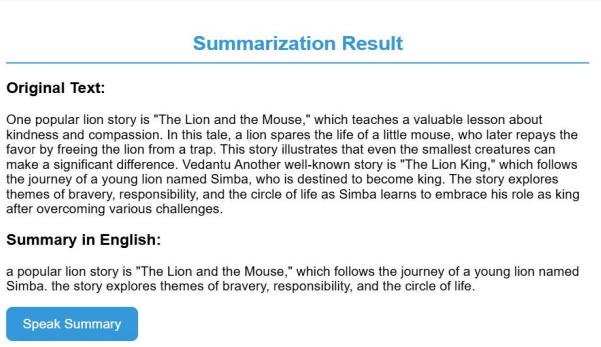 Summarization Result
Original Text:
One popular lion story is "The Lion and the Mouse," which teaches a valuable lesson about
kindness and compassion. In this tale, a lion spares the life of a little mouse, who later repays the
favor by freeing the lion from a trap. This story illustrates that even the smallest creatures can
make a significant difference. Vedantu Another well-known story is "The Lion King," which follows
the journey of a young lion named Simba, who is destined to become king. The story explores
themes of bravery, responsibility, and the circle of life as Simba learns to embrace his role as king
after overcoming various challenges.
Summary in English:
a popular lion story is "The Lion and the Mouse," which follows the journey of a young lion named
Simba. the story explores themes of bravery, responsibility, and the circle of life.
Speak Summary